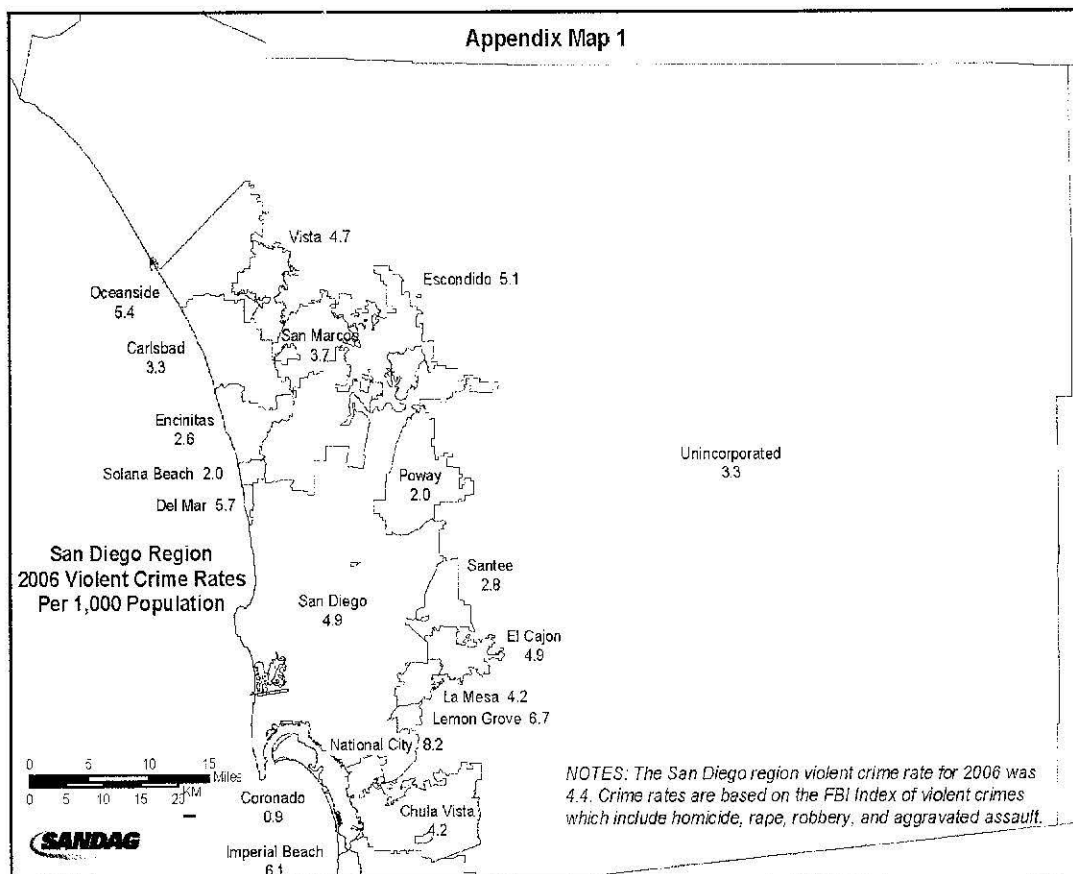 Appendix Map 1
Vista 4.7
Escondido 5.1
Oceanside
5.4
San Marcos
3.7
Carlsbad
3.3
Encinitas
2.6
Unincorporated
3.3
Solana Beach 2.0
Poway
2.0
Del Mar 5.7
San Diego Region
2006 Violent Crime Rates
Per 1,000 Population
Santee
2.8
San Diego
4.9
El Cajon
4.9
La Mesa 4.2
Lemon Grove 6.7
National City 8.2
0 5 10 15
Miles
KM
0 5 10 15 20
Coronado
0.9
Chula Vista
4.2
Imperial Beach
6.1
NOTES: The San Diego region violent crime rate for 2006 was
4.4. Crime rates are based on the FBI Index of violent crimes
which include homicide, rape, robbery, and aggravated assault.
SANDAG